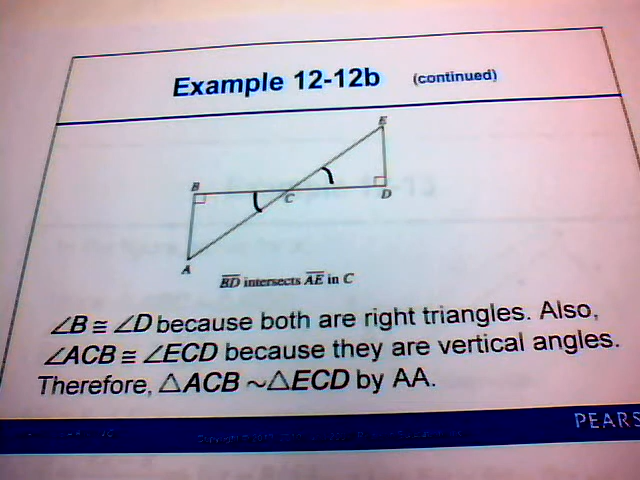 Example 12-12b (continued)
E
B
C
D
A
BD intersects AE in C
∠B ≅ ∠D because both are right triangles. Also,
∠ACB ≅ ∠ECD because they are vertical angles.
Therefore, △ACB ~△ECD by AA.
PEARS